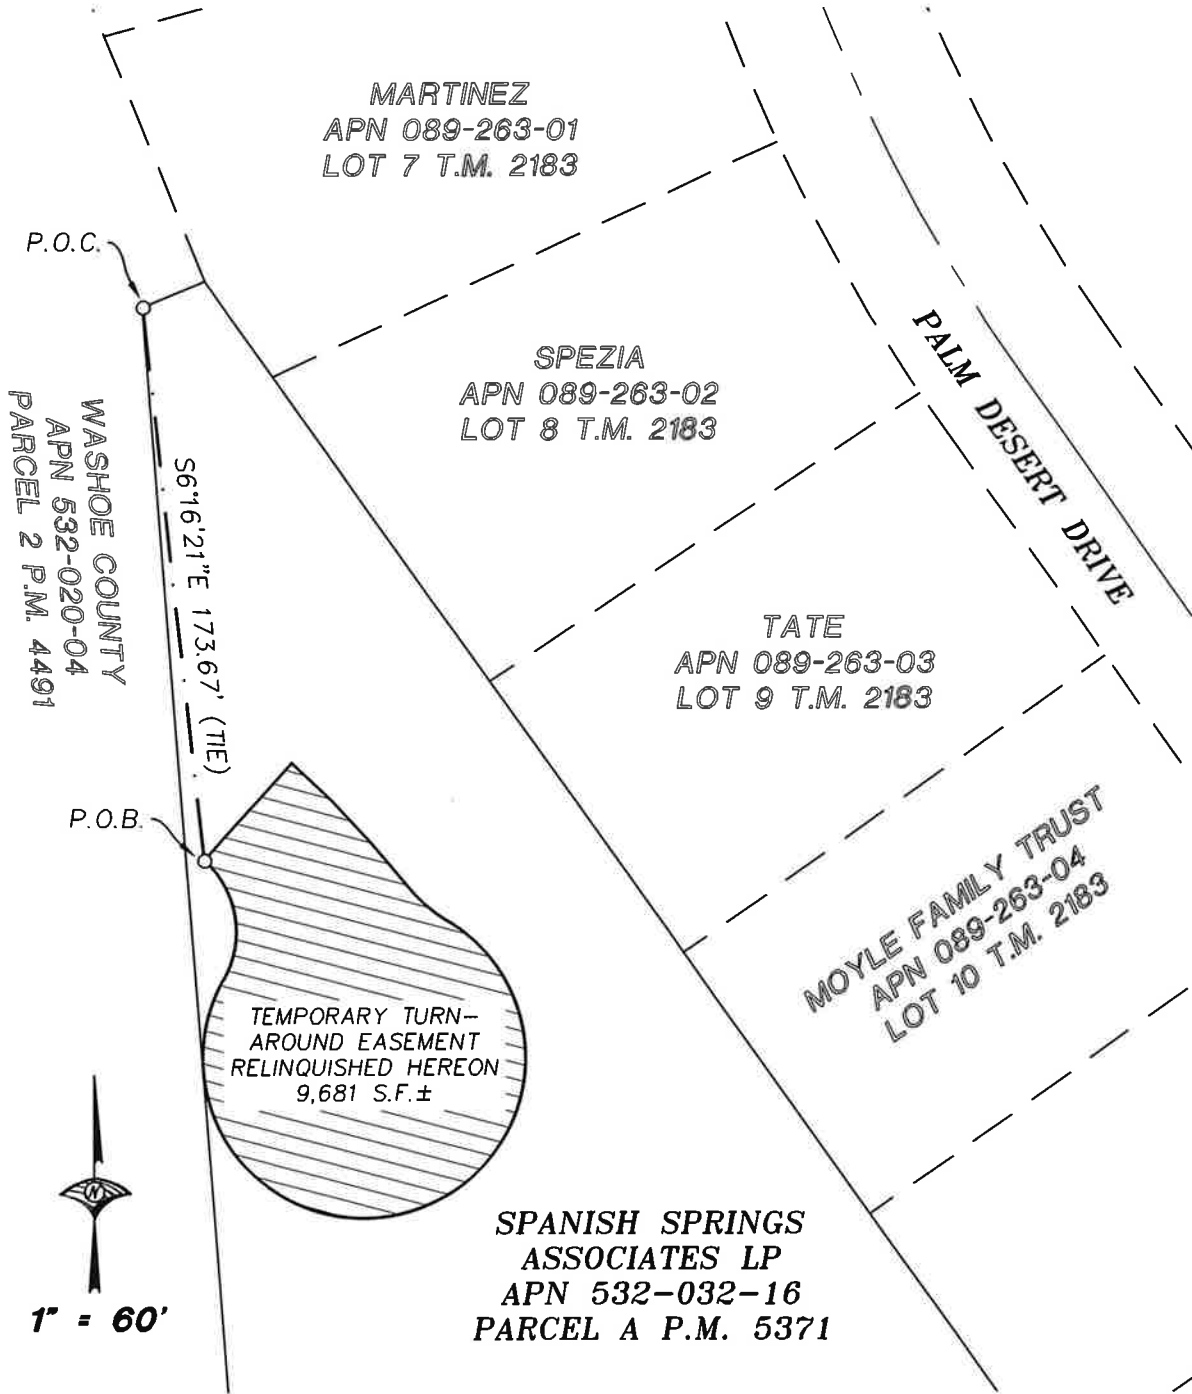 MARTINEZ
APN 089-263-01
LOT 7 T.M. 2183
P.O.C.
SPEZIA
APN 089-263-02
LOT 8 T.M. 2183
PALM DESERT DRIVE
WASHOE COUNTY
APN 532-020-04
PARCEL 2 P.M. 4491
S6°16'21"E 173.67' (TIE)
TATE
APN 089-263-03
LOT 9 T.M. 2183
P.O.B.
MOYLE FAMILY TRUST
APN 089-263-04
LOT 10 T.M. 2183
TEMPORARY TURN-
AROUND EASEMENT
RELINQUISHED HEREON
9,681 S.F.±
N
1" = 60'
SPANISH SPRINGS
ASSOCIATES LP
APN 532-032-16
PARCEL A P.M. 5371